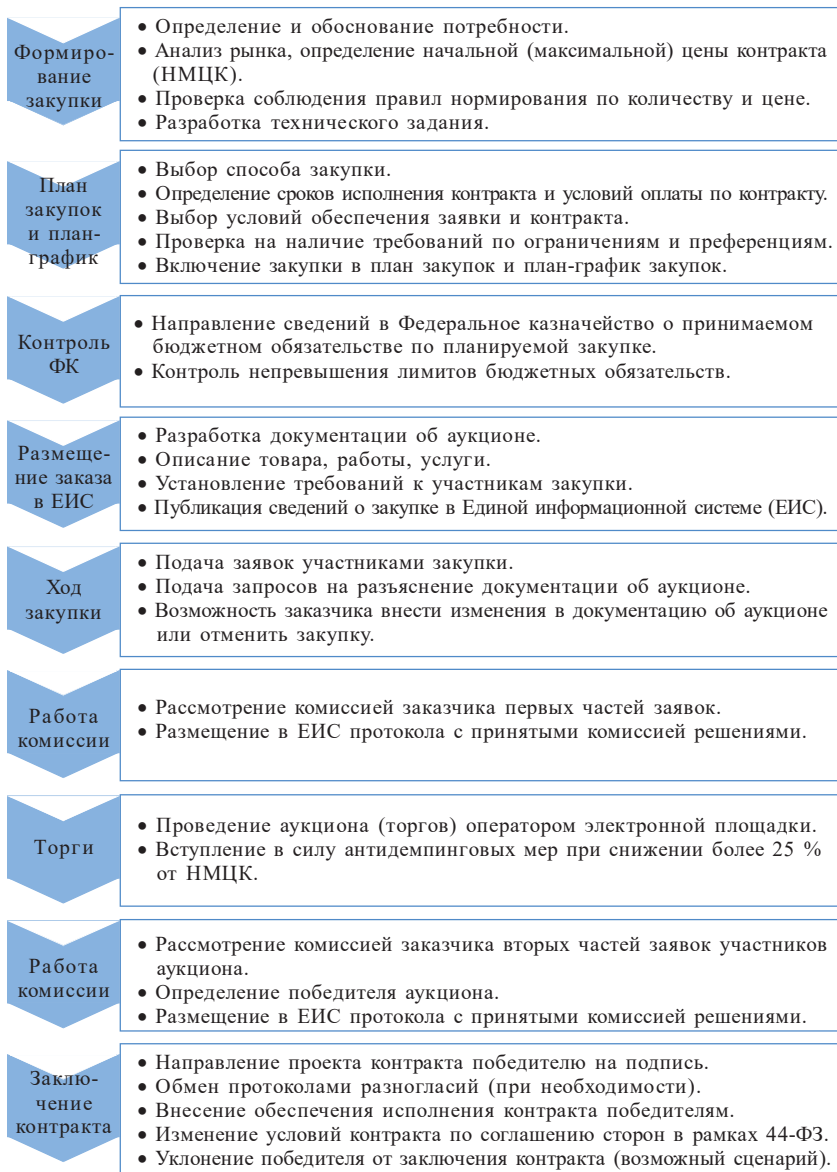 Формиро-
вание
закупки
• Определение и обоснование потребности.
• Анализ рынка, определение начальной (максимальной) цены контракта
(НМЦК).
• Проверка соблюдения правил нормирования по количеству и цене.
• Разработка технического задания.
План
закупок
и план-
график
• Выбор способа закупки.
• Определение сроков исполнения контракта и условий оплаты по контракту.
• Выбор условий обеспечения заявки и контракта.
• Проверка на наличие требований по ограничениям и преференциям.
• Включение закупки в план закупок и план-график закупок.
Контроль
ФК
• Направление сведений в Федеральное казначейство о принимаемом
бюджетном обязательстве по планируемой закупке.
• Контроль непревышения лимитов бюджетных обязательств.
Размеще-
ние заказа
в ЕИС
• Разработка документации об аукционе.
• Описание товара, работы, услуги.
• Установление требований к участникам закупки.
• Публикация сведений о закупке в Единой информационной системе (ЕИС).
Ход
закупки
• Подача заявок участниками закупки.
• Подача запросов на разъяснение документации об аукционе.
• Возможность заказчика внести изменения в документацию об аукционе
или отменить закупку.
Работа
комиссии
• Рассмотрение комиссией заказчика первых частей заявок.
• Размещение в ЕИС протокола с принятыми комиссией решениями.
Торги
• Проведение аукциона (торгов) оператором электронной площадки.
• Вступление в силу антидемпинговых мер при снижении более 25 %
от НМЦК.
Работа
комиссии
• Рассмотрение комиссией заказчика вторых частей заявок участников
аукциона.
• Определение победителя аукциона.
• Размещение в ЕИС протокола с принятыми комиссией решениями.
Заклю-
чение
контракта
• Направление проекта контракта победителю на подпись.
• Обмен протоколами разногласий (при необходимости).
• Внесение обеспечения исполнения контракта победителям.
• Изменение условий контракта по соглашению сторон в рамках 44-ФЗ.
• Уклонение победителя от заключения контракта (возможный сценарий).